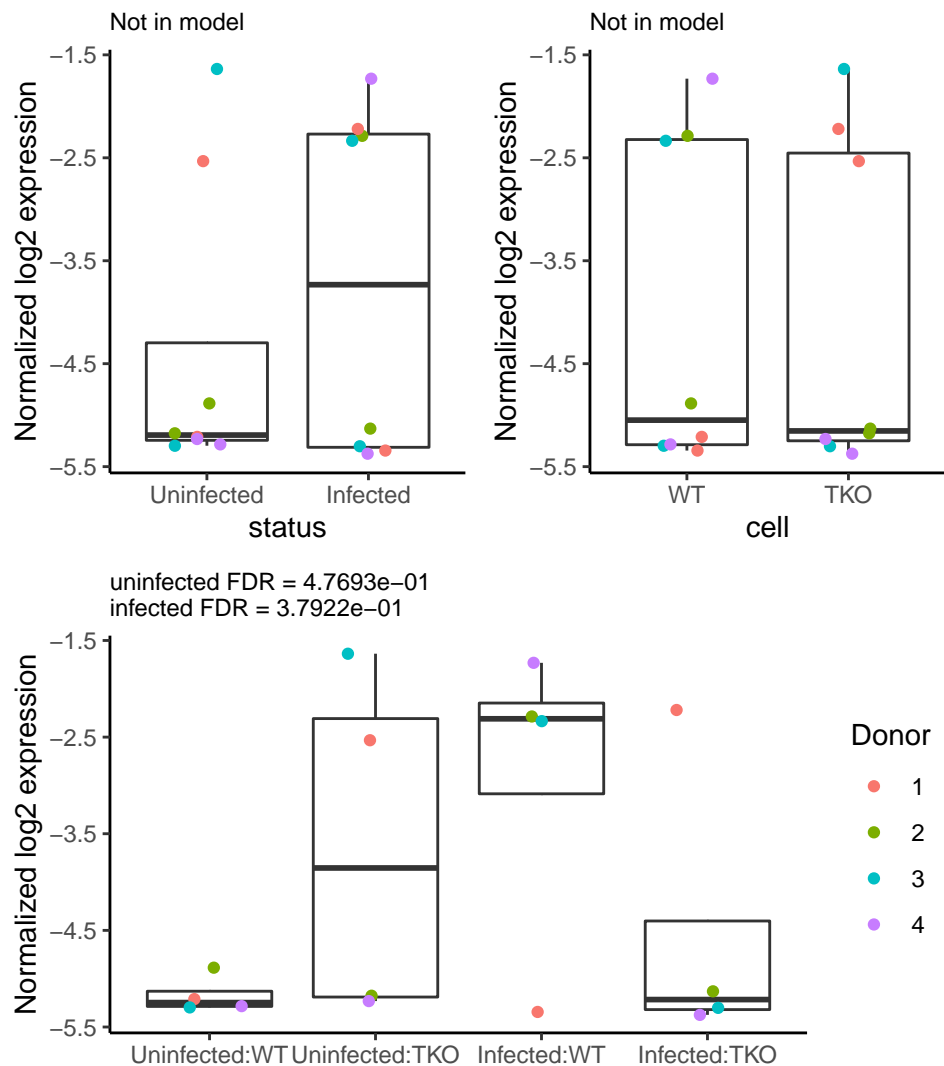 Not in model
Normalized log2 expression
−1.5
−2.5
−3.5
−4.5
−5.5
Uninfected
Infected
status
Not in model
Normalized log2 expression
−1.5
−2.5
−3.5
−4.5
−5.5
WT
TKO
cell
uninfected FDR = 4.7693e−01
infected FDR = 3.7922e−01
Normalized log2 expression
−1.5
−2.5
−3.5
−4.5
−5.5
Uninfected:WT
Uninfected:TKO
Infected:WT
Infected:TKO
Donor
1
2
3
4